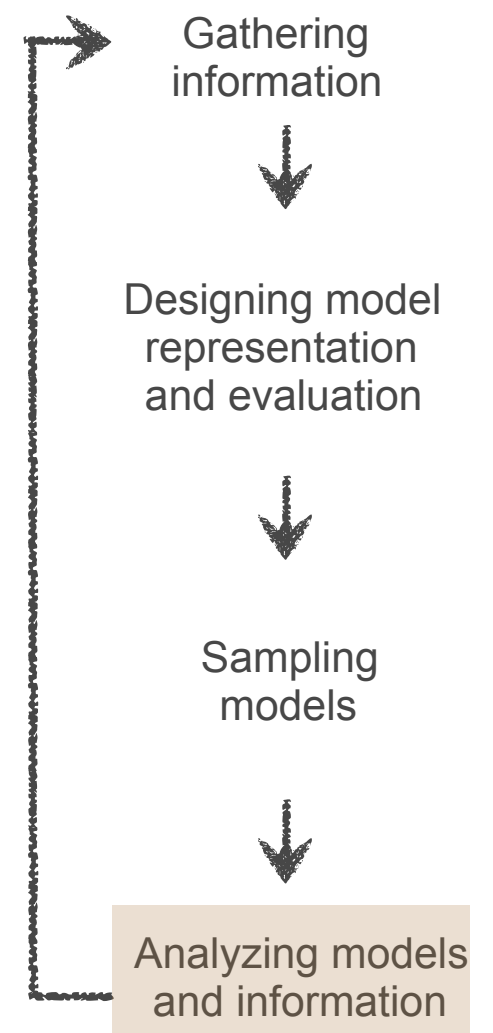 Gathering
information
Designing model
representation
and evaluation
Sampling
models
Analyzing models
and information